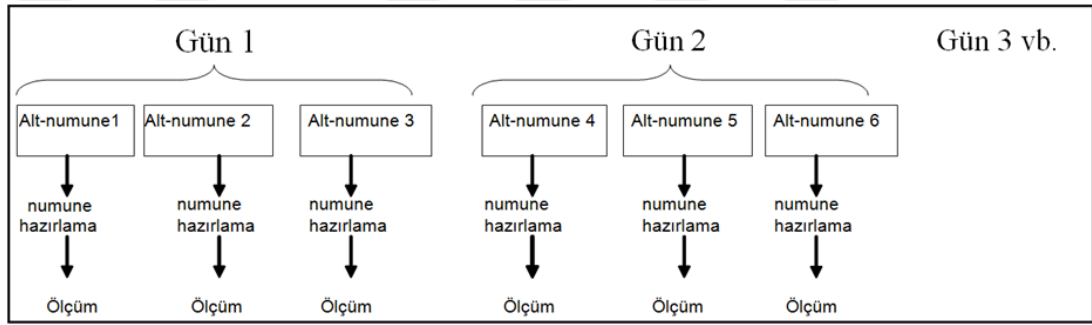 Gün 1
Gün 2
Gün 3 vb.
Alt-numune1
Alt-numune 2
Alt-numune 3
Alt-numune 4
Alt-numune 5
Alt-numune 6
numune
hazırlama
numune
hazırlama
numune
hazırlama
numune
hazırlama
numune
hazırlama
numune
hazırlama
Ölçüm
Ölçüm
Ölçüm
Ölçüm
Ölçüm
Ölçüm